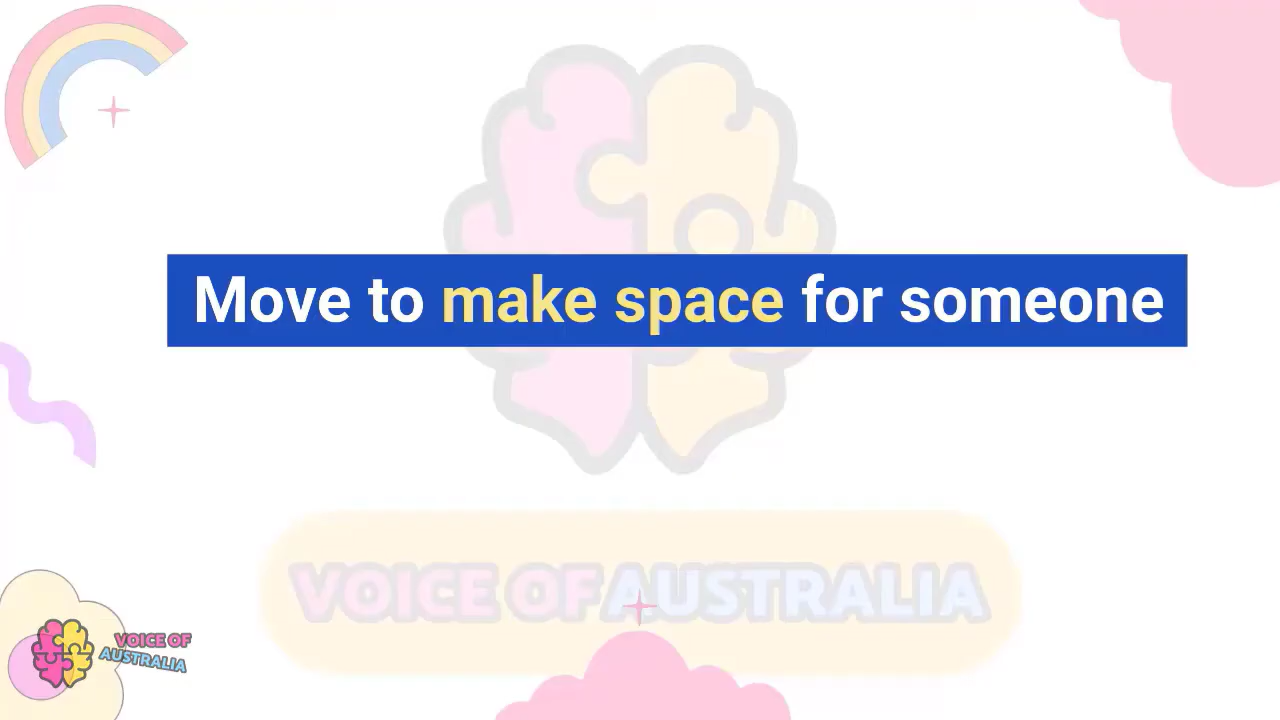 Move to make space for someone
VOICE OF AUSTRALIA
VOICE OF
AUSTRALIA